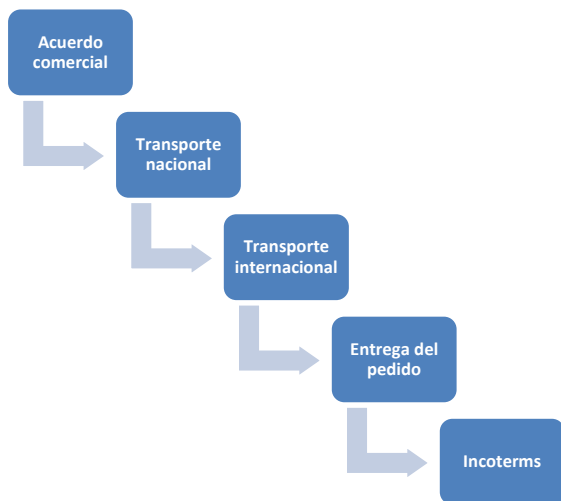 Acuerdo
comercial
Transporte
nacional
Transporte
internacional
Entrega del
pedido
Incoterms